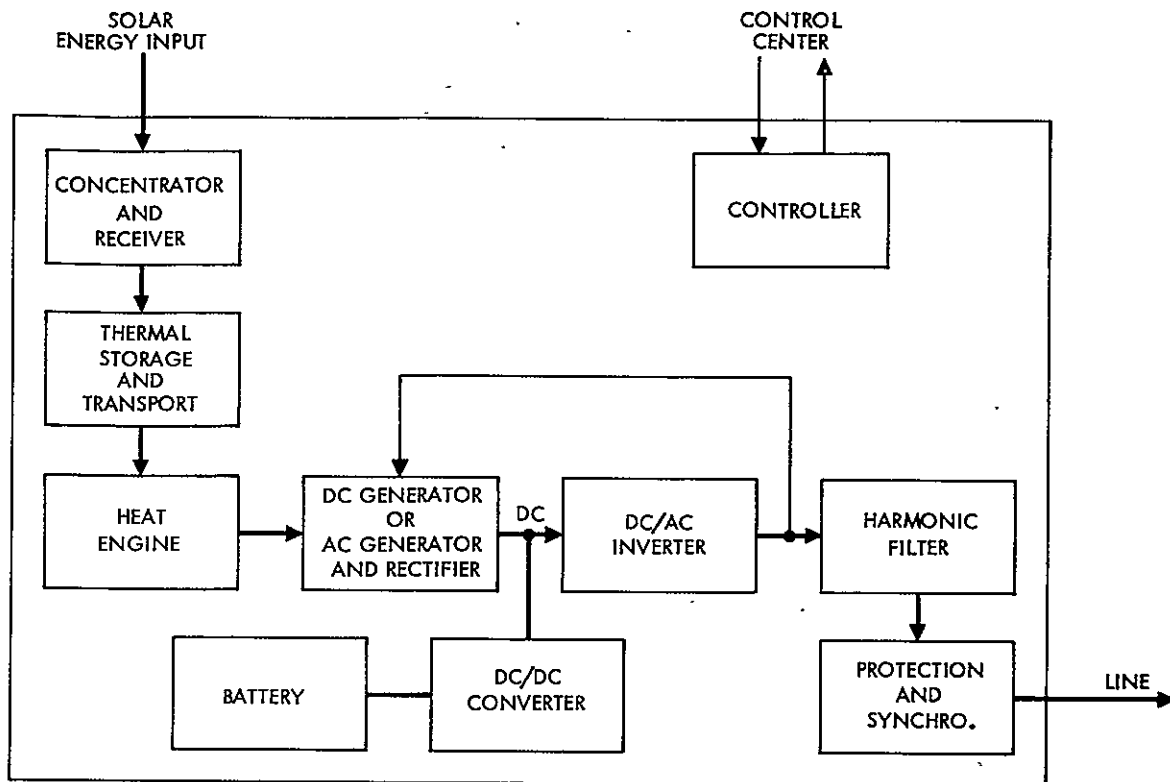 SOLAR
ENERGY INPUT
CONTROL
CENTER
CONCENTRATOR
AND
RECEIVER
CONTROLLER
THERMAL
STORAGE
AND
TRANSPORT
HEAT
ENGINE
DC GENERATOR
OR
AC GENERATOR
AND RECTIFIER
DC
DC/AC
INVERTER
HARMONIC
FILTER
BATTERY
DC/DC
CONVERTER
PROTECTION
AND
SYNCHRO.
LINE